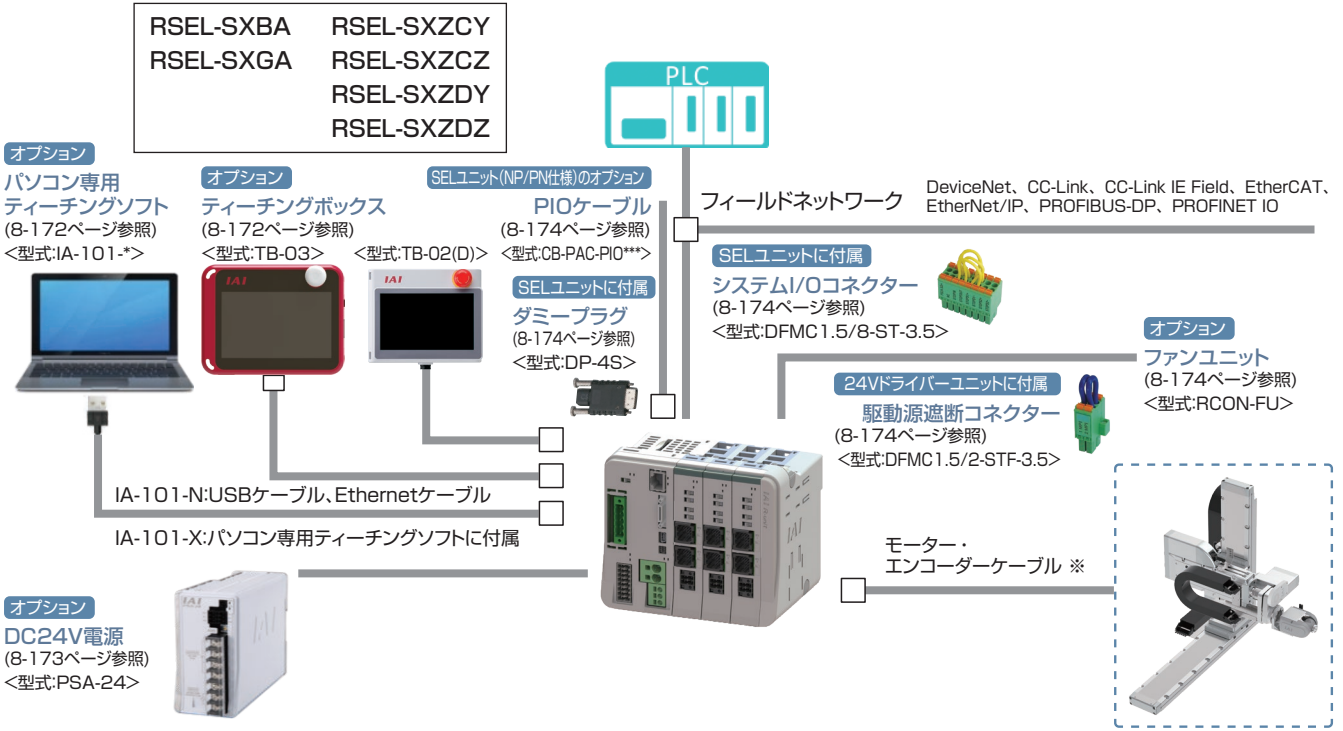 RSEL-SXBA RSEL-SXZCY
RSEL-SXGA RSEL-SXZCZ
RSEL-SXZDY
RSEL-SXZDZ
PLC
オプション
パソコン専用
ティーチングソフト
(8-172ページ参照)
<型式:IA-101-*>
オプション
ティーチングボックス
(8-172ページ参照)
<型式:TB-03>
<型式:TB-02(D)>
IAI
IAI
SELユニット(NP/PN仕様)のオプション
PIOケーブル
(8-174ページ参照)
<型式:CB-PAC-PIO***>
SELユニットに付属
ダミープラグ
(8-174ページ参照)
<型式:DP-4S>
フィールドネットワーク
DeviceNet、CC-Link、CC-Link IE Field、EtherCAT、
EtherNet/IP、PROFIBUS-DP、PROFINET IO
SELユニットに付属
システムI/Oコネクター
(8-174ページ参照)
<型式:DFMC1.5/8-ST-3.5>
24Vドライバーユニットに付属
駆動源遮断コネクター
(8-174ページ参照)
<型式:DFMC1.5/2-STF-3.5>
オプション
ファンユニット
(8-174ページ参照)
<型式:RCON-FU>
IA-101-N:USBケーブル、Ethernetケーブル
IA-101-X:パソコン専用ティーチングソフトに付属
モーター・
エンコーダーケーブル ※
オプション
DC24V電源
(8-173ページ参照)
<型式:PSA-24>
IAI
IAI